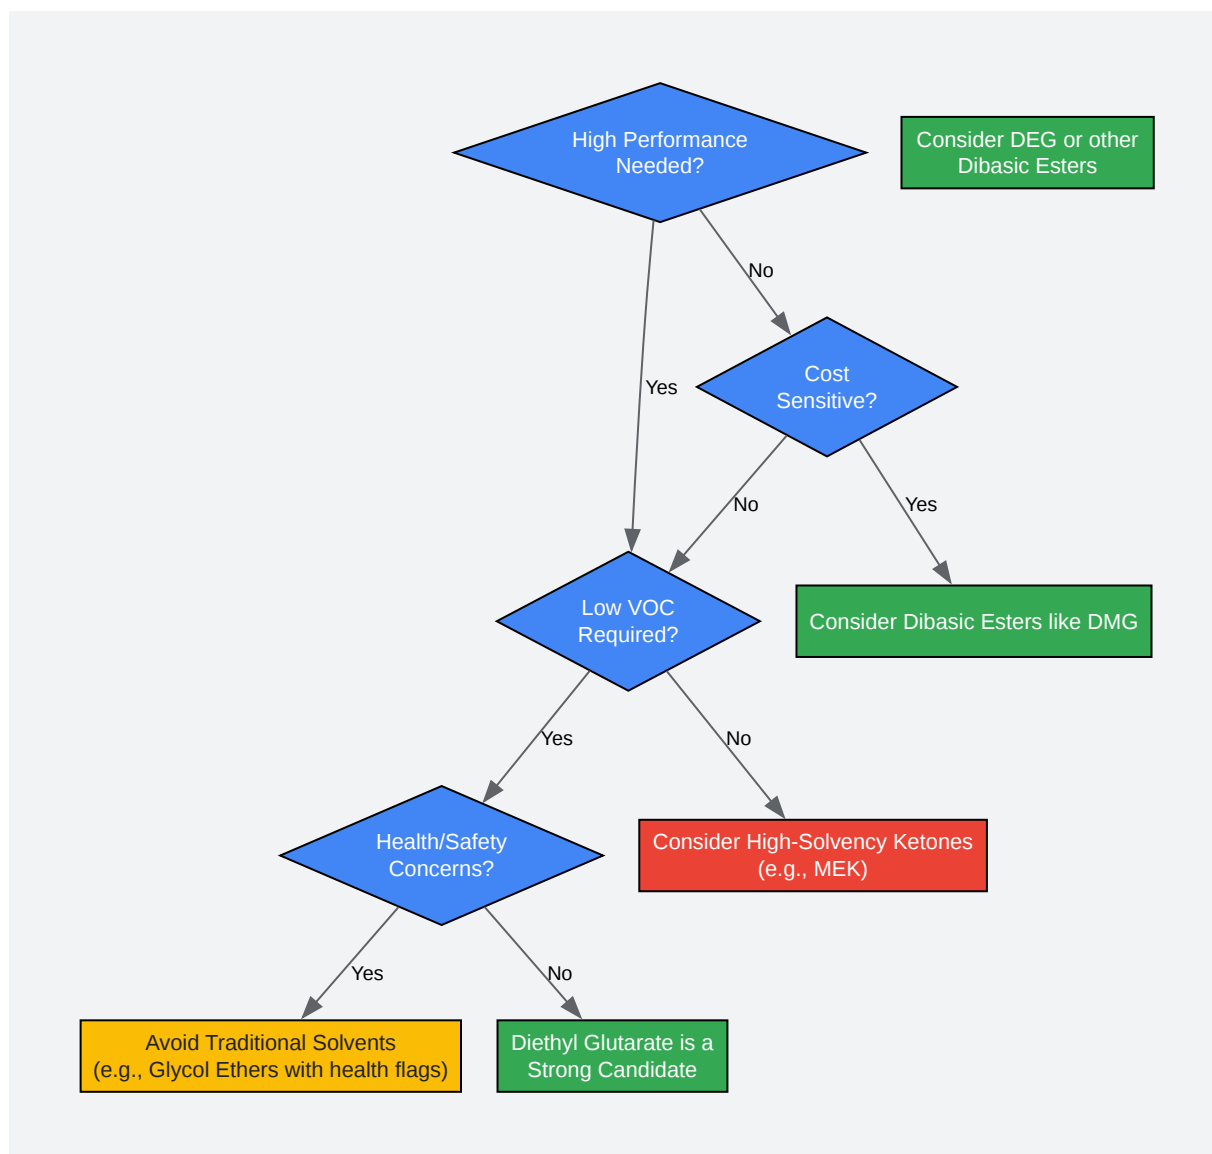 High Performance
Needed?
Consider DEG or other
Dibasic Esters
No
Cost
Sensitive?
Yes
No
Yes
Low VOC
Required?
Consider Dibasic Esters like DMG
Yes
No
Health/Safety
Concerns?
Consider High-Solvency Ketones
(e.g., MEK)
Yes
No
Avoid Traditional Solvents
(e.g., Glycol Ethers with health flags)
Diethyl Glutarate is a
Strong Candidate